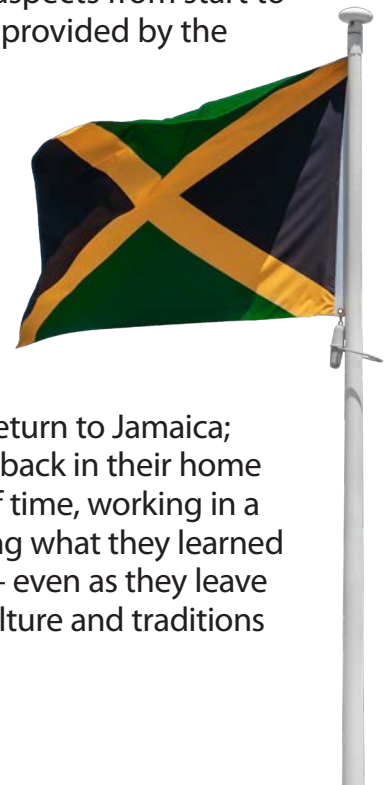 aspects from start to
provided by the
eturn to Jamaica;
back in their home
f time, working in a
ng what they learned
– even as they leave
lture and traditions